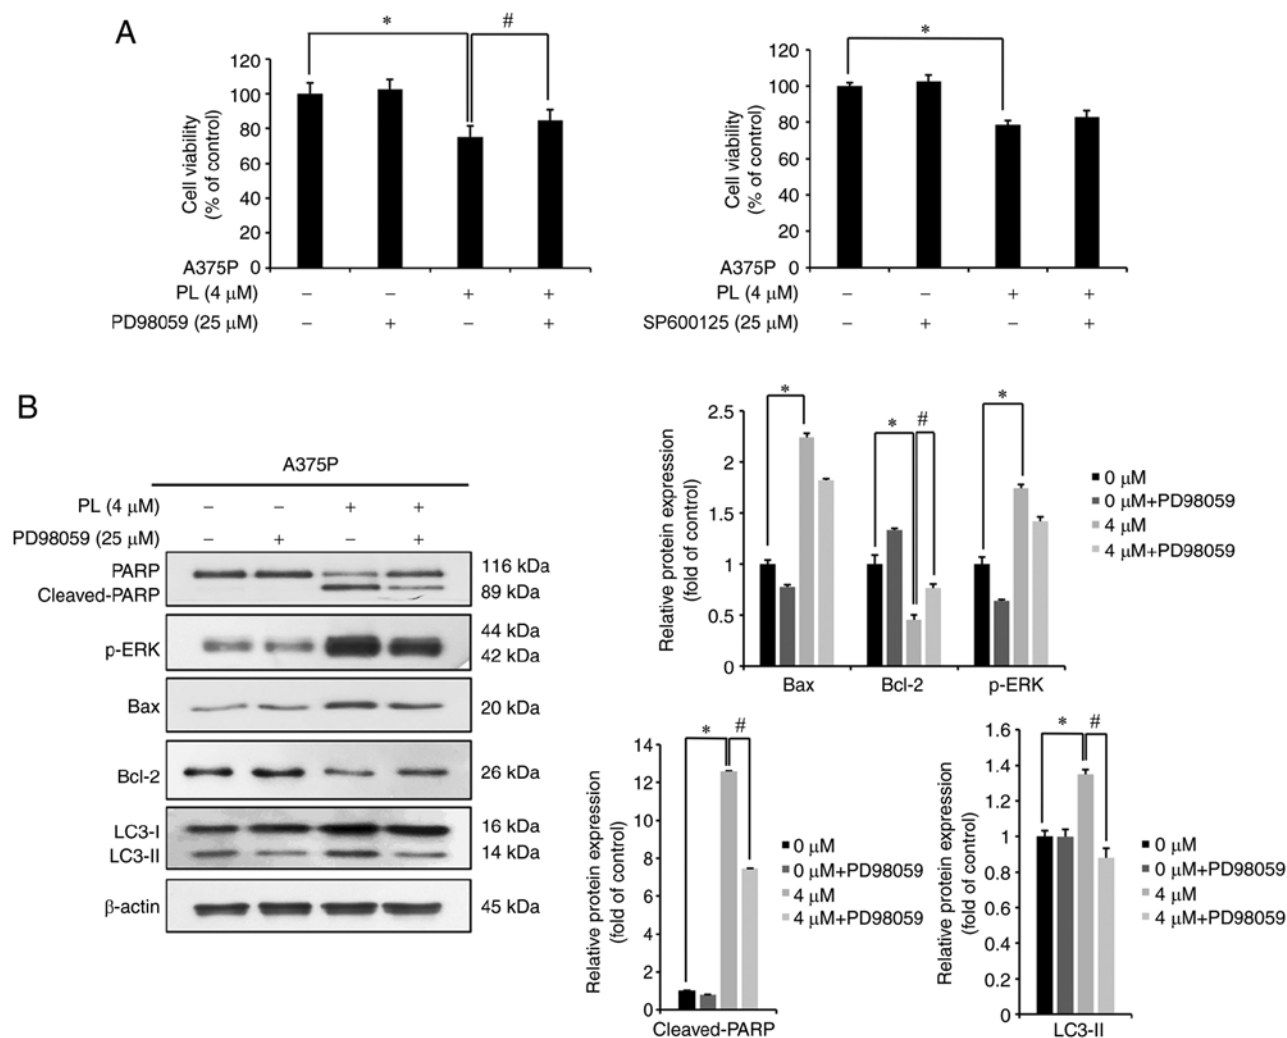 A
* #
120
100
80
60
40
20
0
Cell viability
(% of control)
A375P
PL (4 μM) – – + +
PD98059 (25 μM) – + – +
*
120
100
80
60
40
20
0
Cell viability
(% of control)
A375P
PL (4 μM) – – + +
SP600125 (25 μM) – + – +
B
A375P
PL (4 μM) – – + +
PD98059 (25 μM) – + – +
PARP 116 kDa
Cleaved-PARP 89 kDa
p-ERK 44 kDa
42 kDa
Bax 20 kDa
Bcl-2 26 kDa
LC3-I 16 kDa
LC3-II 14 kDa
β-actin 45 kDa
* * # *
2.5
2
1.5
1
0.5
0
Relative protein expression
(fold of control)
Bax Bcl-2 p-ERK
0 μM
0 μM+PD98059
4 μM
4 μM+PD98059
* #
14
12
10
8
6
4
2
0
Relative protein expression
(fold of control)
Cleaved-PARP
0 μM
0 μM+PD98059
4 μM
4 μM+PD98059
* #
1.6
1.4
1.2
1
0.8
0.6
0.4
0.2
0
Relative protein expression
(fold of control)
LC3-II
0 μM
0 μM+PD98059
4 μM
4 μM+PD98059